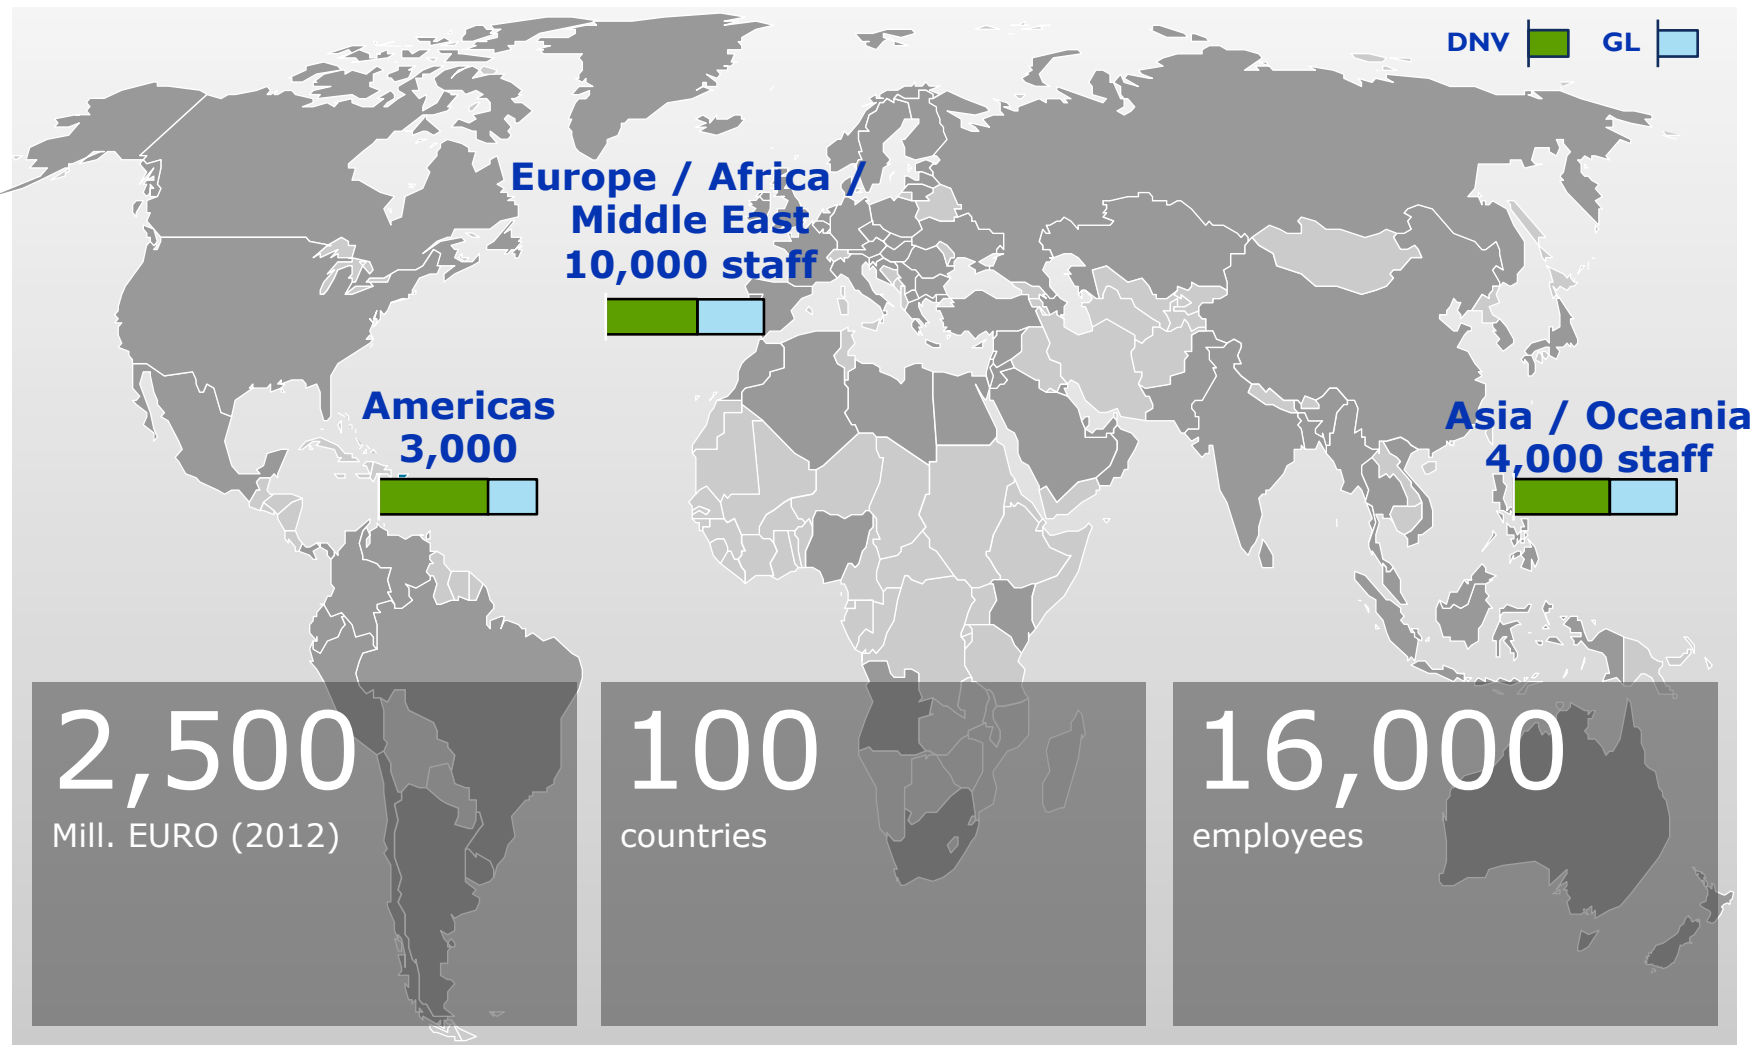 DNV GL
Europe / Africa /
Middle East
10,000 staff
Americas
3,000
Asia / Oceania
4,000 staff
2,500
Mill. EURO (2012)
100
countries
16,000
employees